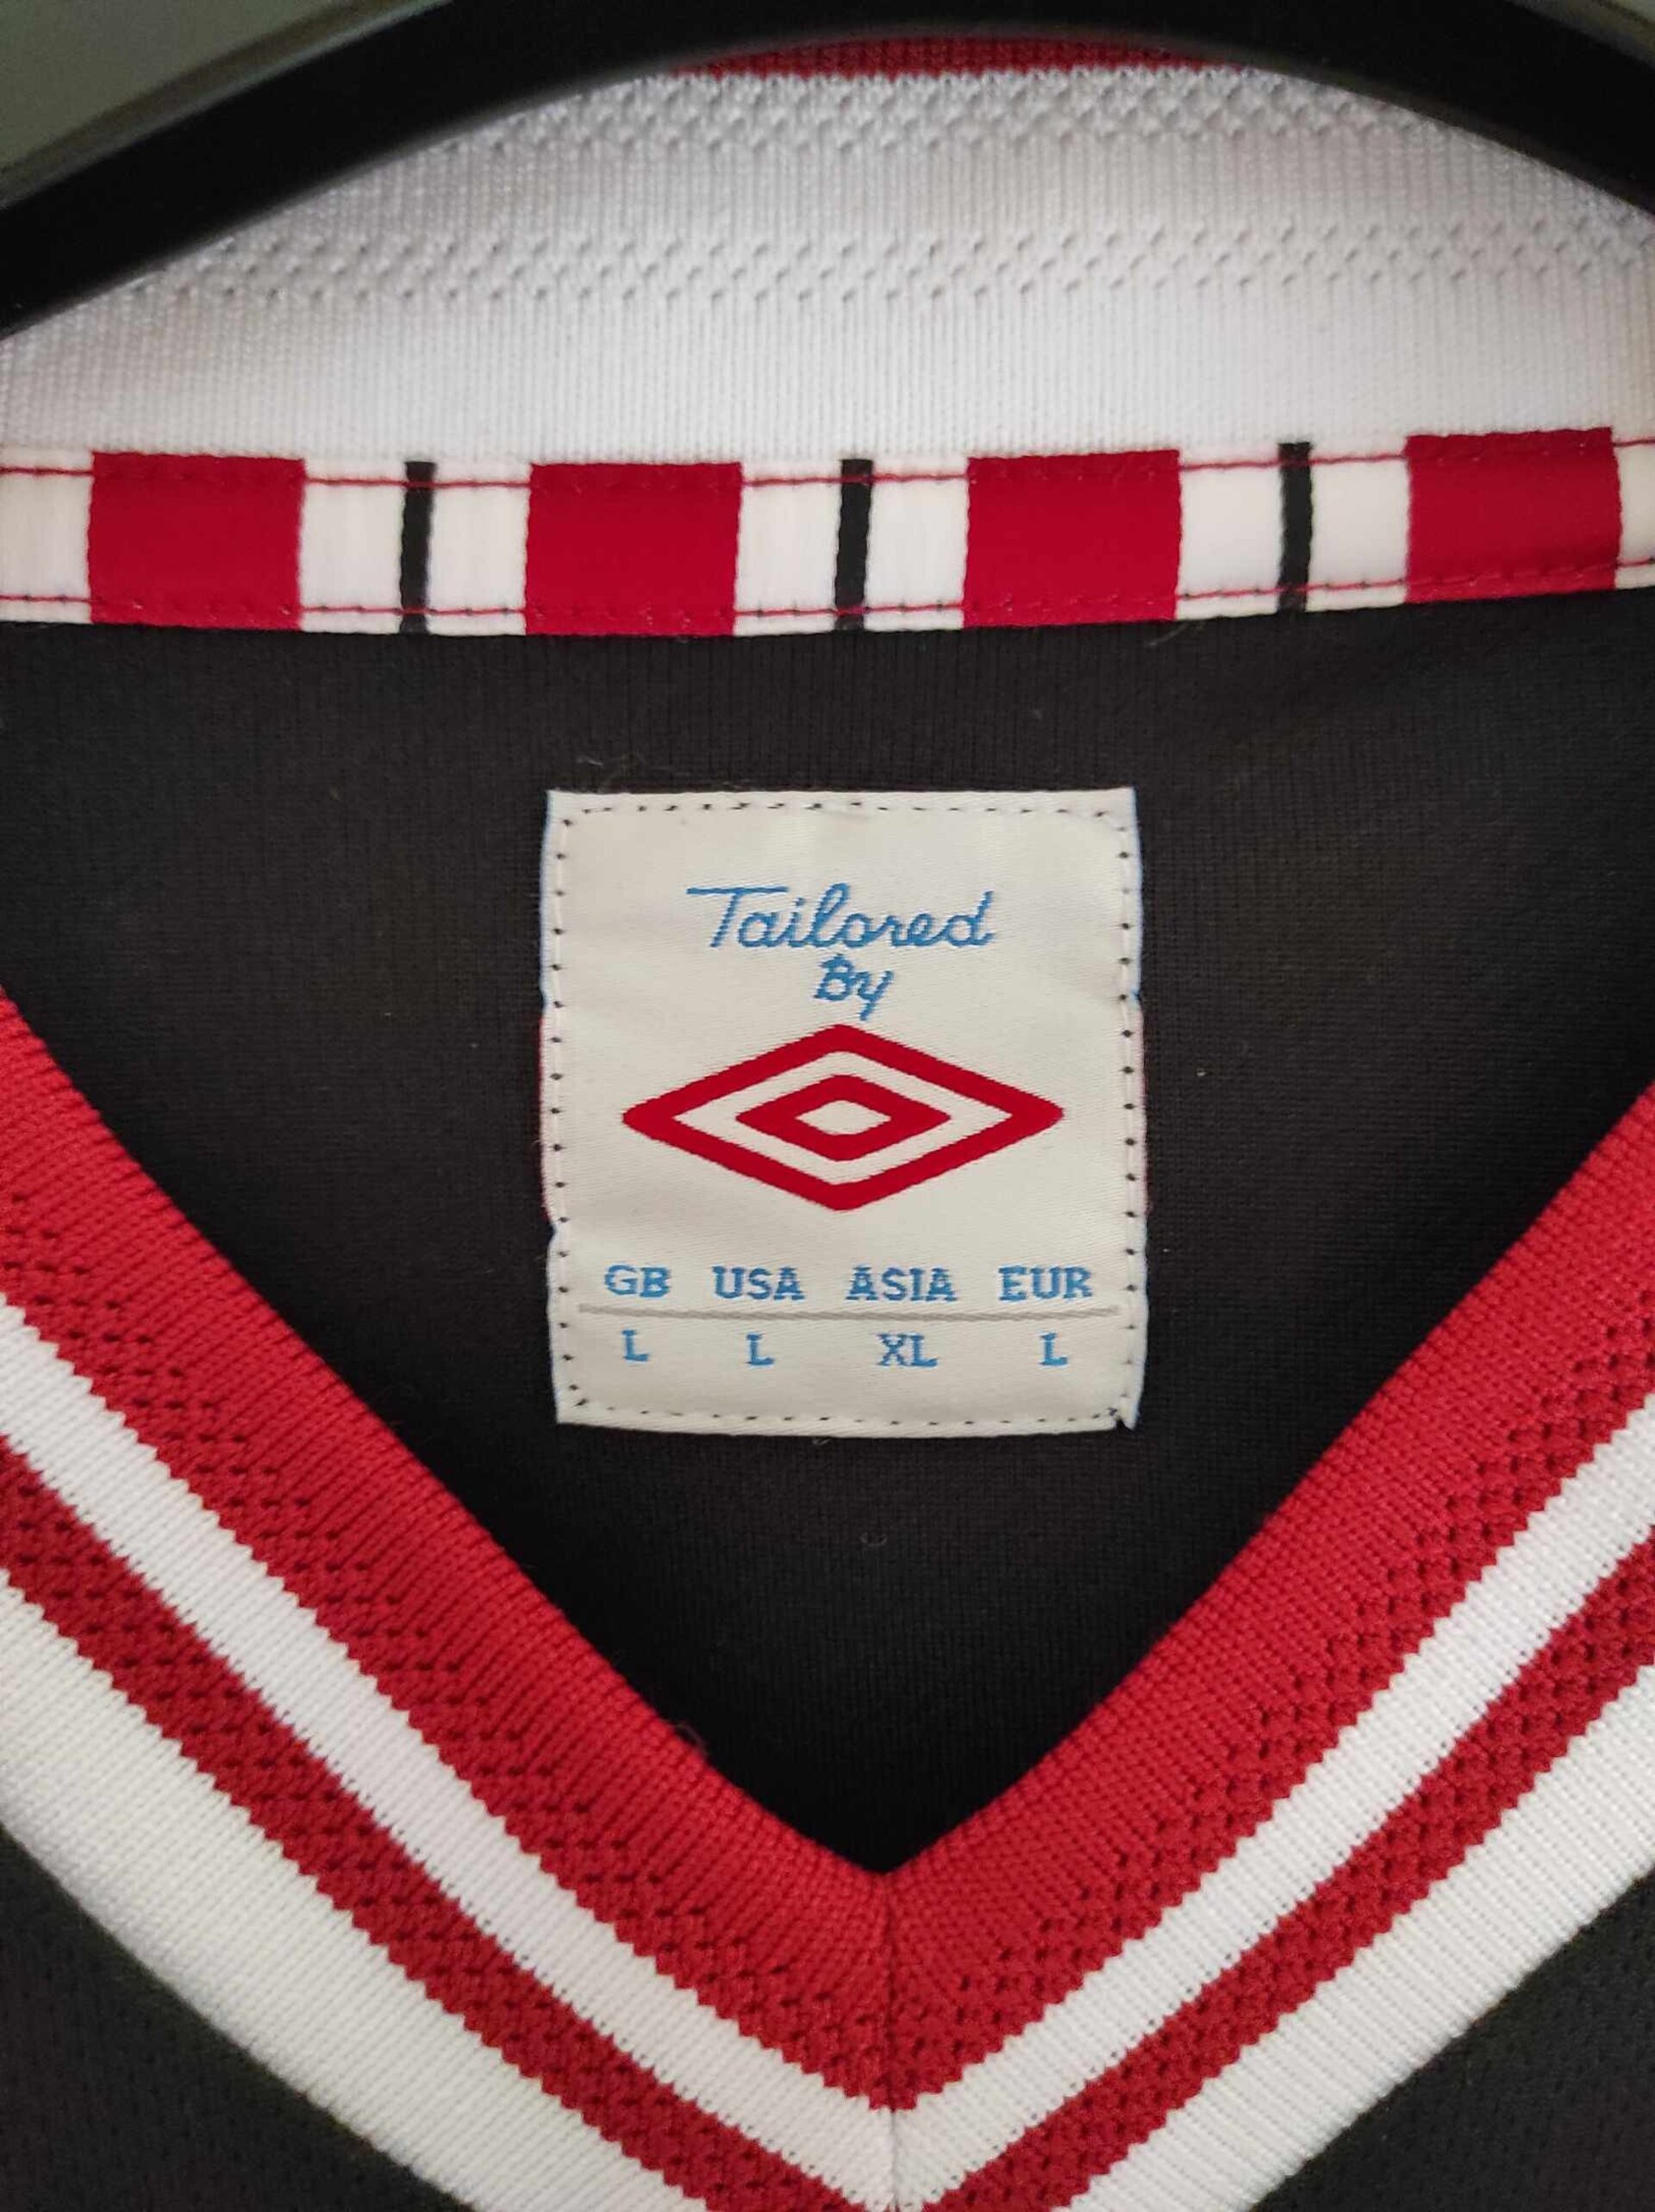 Tailored
By
GB USA ASIA EUR
L L XL L